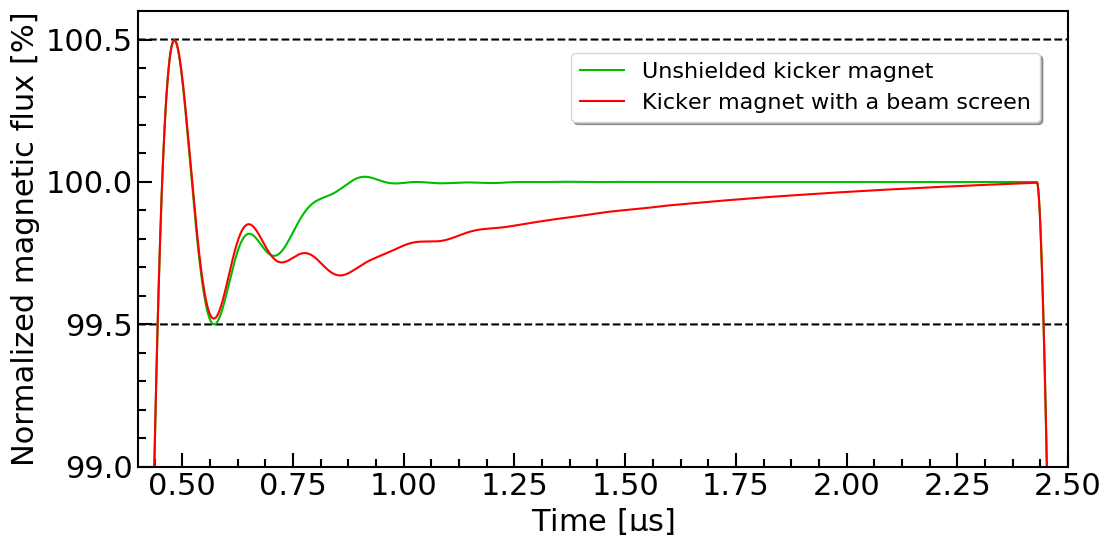 Normalized magnetic flux [%]
100.5
100.0
99.5
99.0
Unshielded kicker magnet
Kicker magnet with a beam screen
0.50 0.75 1.00 1.25 1.50 1.75 2.00 2.25 2.50
Time [µs]